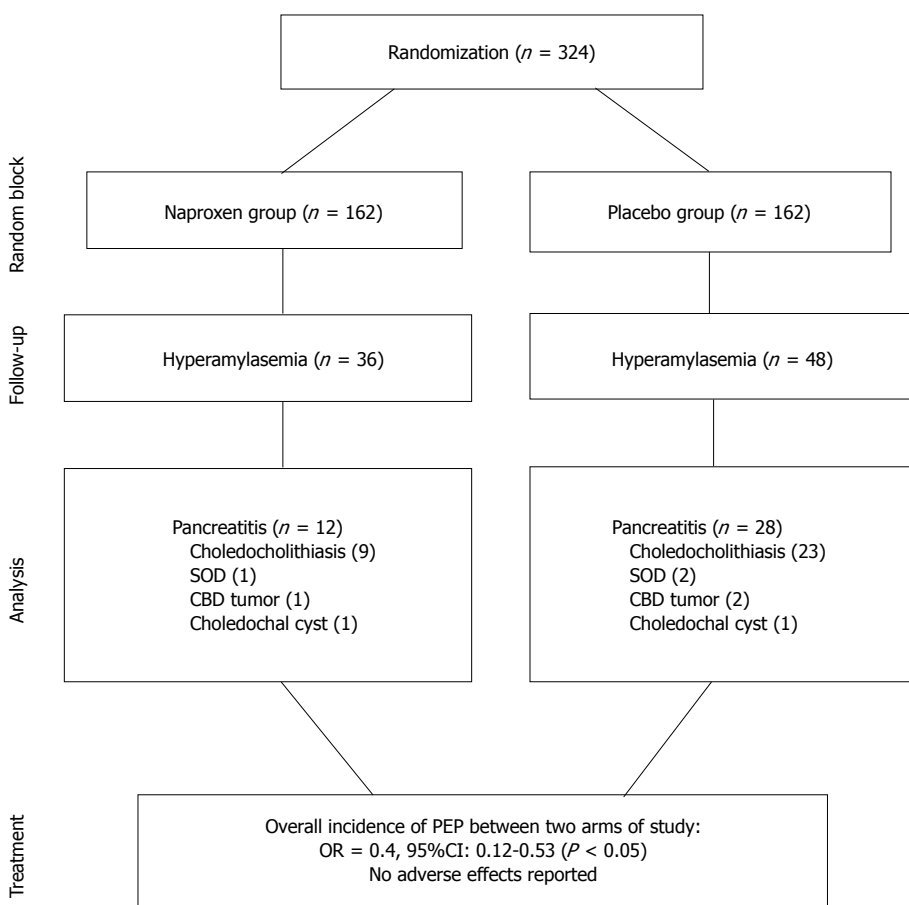 Randomization (n = 324)
Random block
Naproxen group (n = 162)
Placebo group (n = 162)
Follow-up
Hyperamylasemia (n = 36)
Hyperamylasemia (n = 48)
Analysis
Pancreatitis (n = 12)
Choledocholithiasis (9)
SOD (1)
CBD tumor (1)
Choledochal cyst (1)
Pancreatitis (n = 28)
Choledocholithiasis (23)
SOD (2)
CBD tumor (2)
Choledochal cyst (1)
Treatment
Overall incidence of PEP between two arms of study:
OR = 0.4, 95%CI: 0.12-0.53 (P < 0.05)
No adverse effects reported